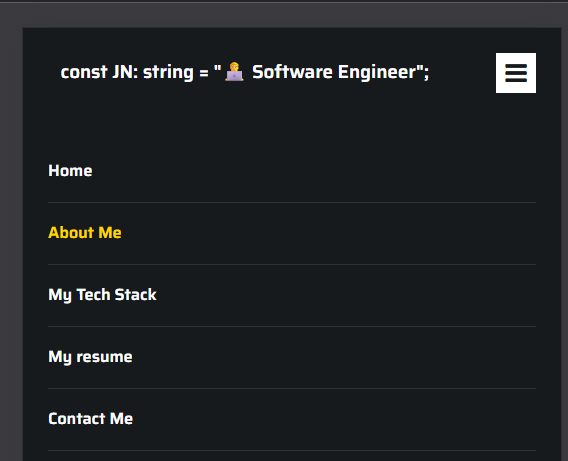 const JN: string = "👨‍💻 Software Engineer";
Home
About Me
My Tech Stack
My resume
Contact Me